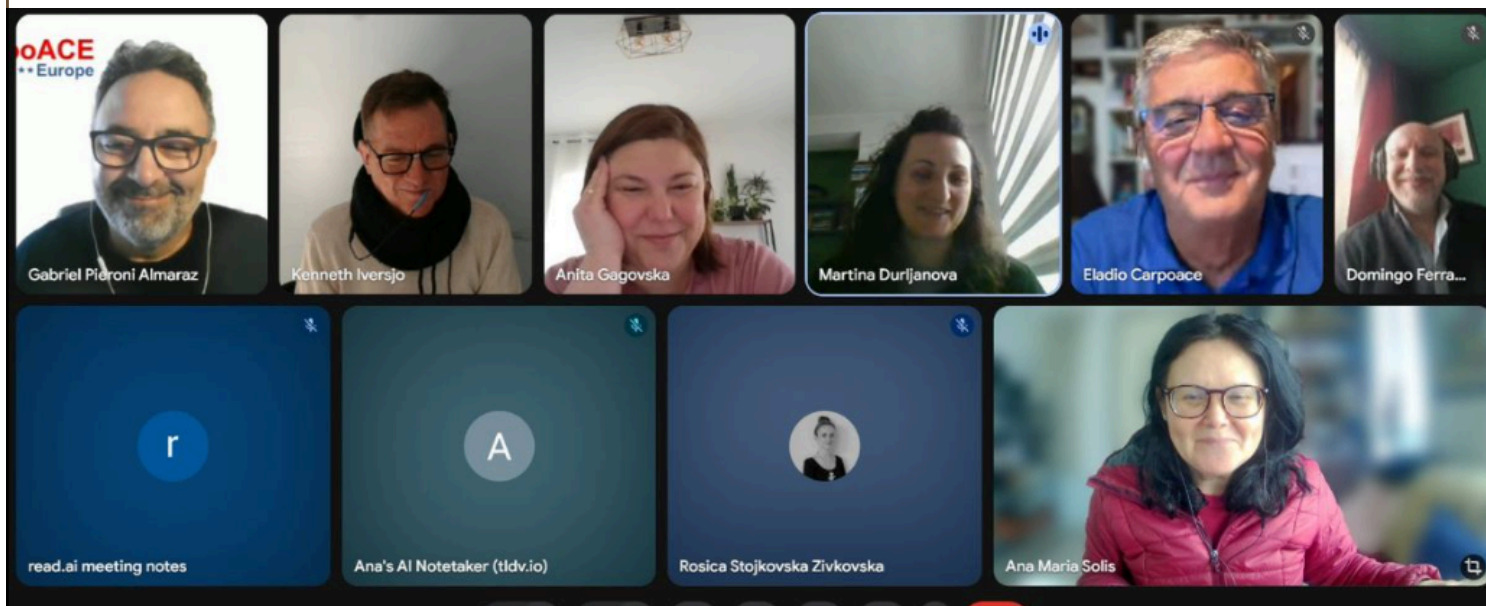 oACE
Europe
Gabriel Pieroni Almaraz
Kenneth Iversjo
Anita Gagovska
Martina Durljanova
Eladio Carpoace
Domingo Ferra...
r
A
read.ai meeting notes
Ana's AI Notetaker (tldv.io)
Rosica Stojkovska Zivkovska
Ana Maria Solis